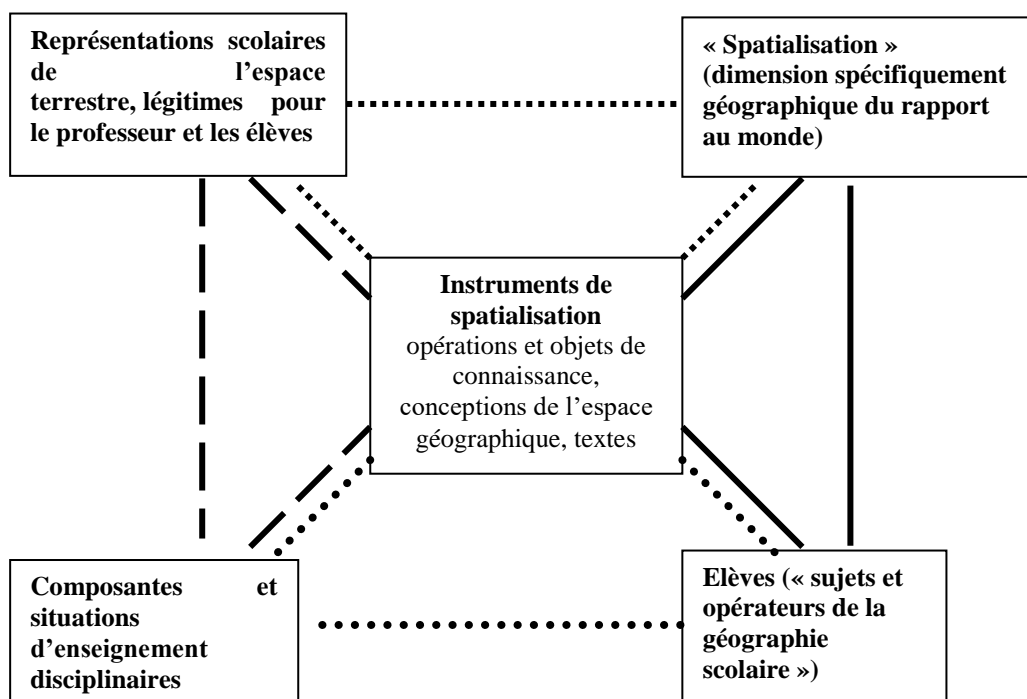 Représentations scolaires
de l’espace
terrestre, légitimes pour
le professeur et les élèves
« Spatialisation »
(dimension spécifiquement
géographique du rapport
au monde)
Instruments de
spatialisation
opérations et objets de
connaissance,
conceptions de l’espace
géographique, textes
Composantes et
situations
d’enseignement
disciplinaires
Elèves (« sujets et
opérateurs de la
géographie
scolaire »)